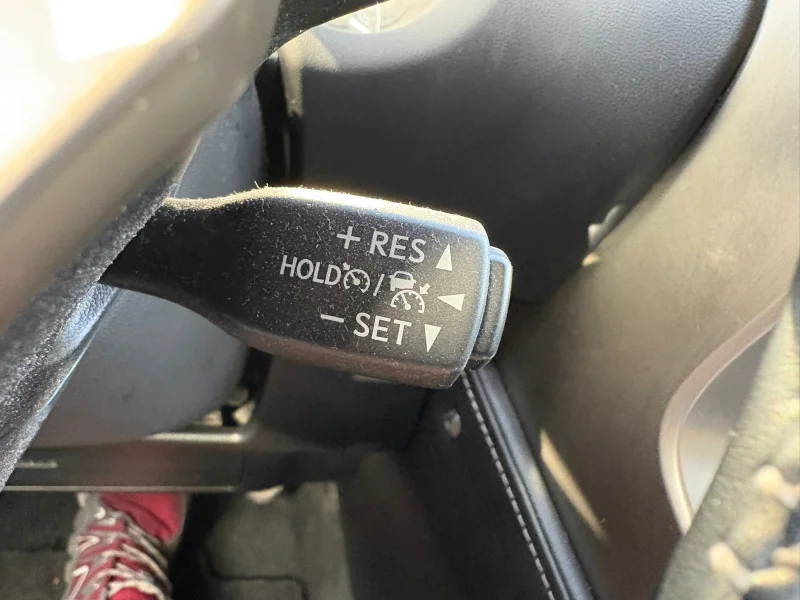 + RES
HOLD /
− SET